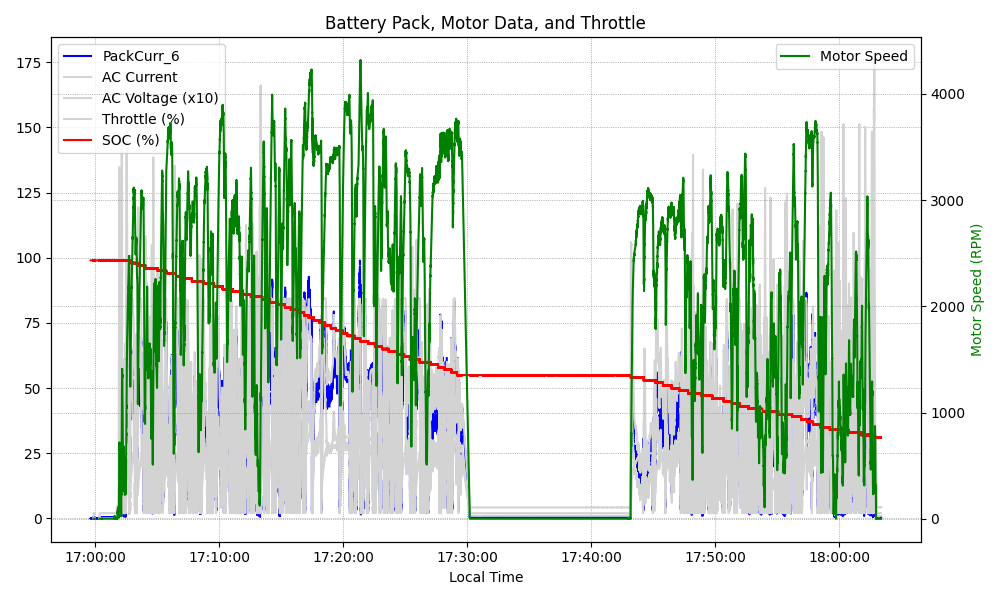 Battery Pack, Motor Data, and Throttle
PackCurr_6
AC Current
AC Voltage (x10)
Throttle (%)
SOC (%)
Motor Speed
175
150
125
100
75
50
25
0
4000
3000
2000
1000
0
Motor Speed (RPM)
17:00:00
17:10:00
17:20:00
17:30:00
17:40:00
17:50:00
18:00:00
Local Time